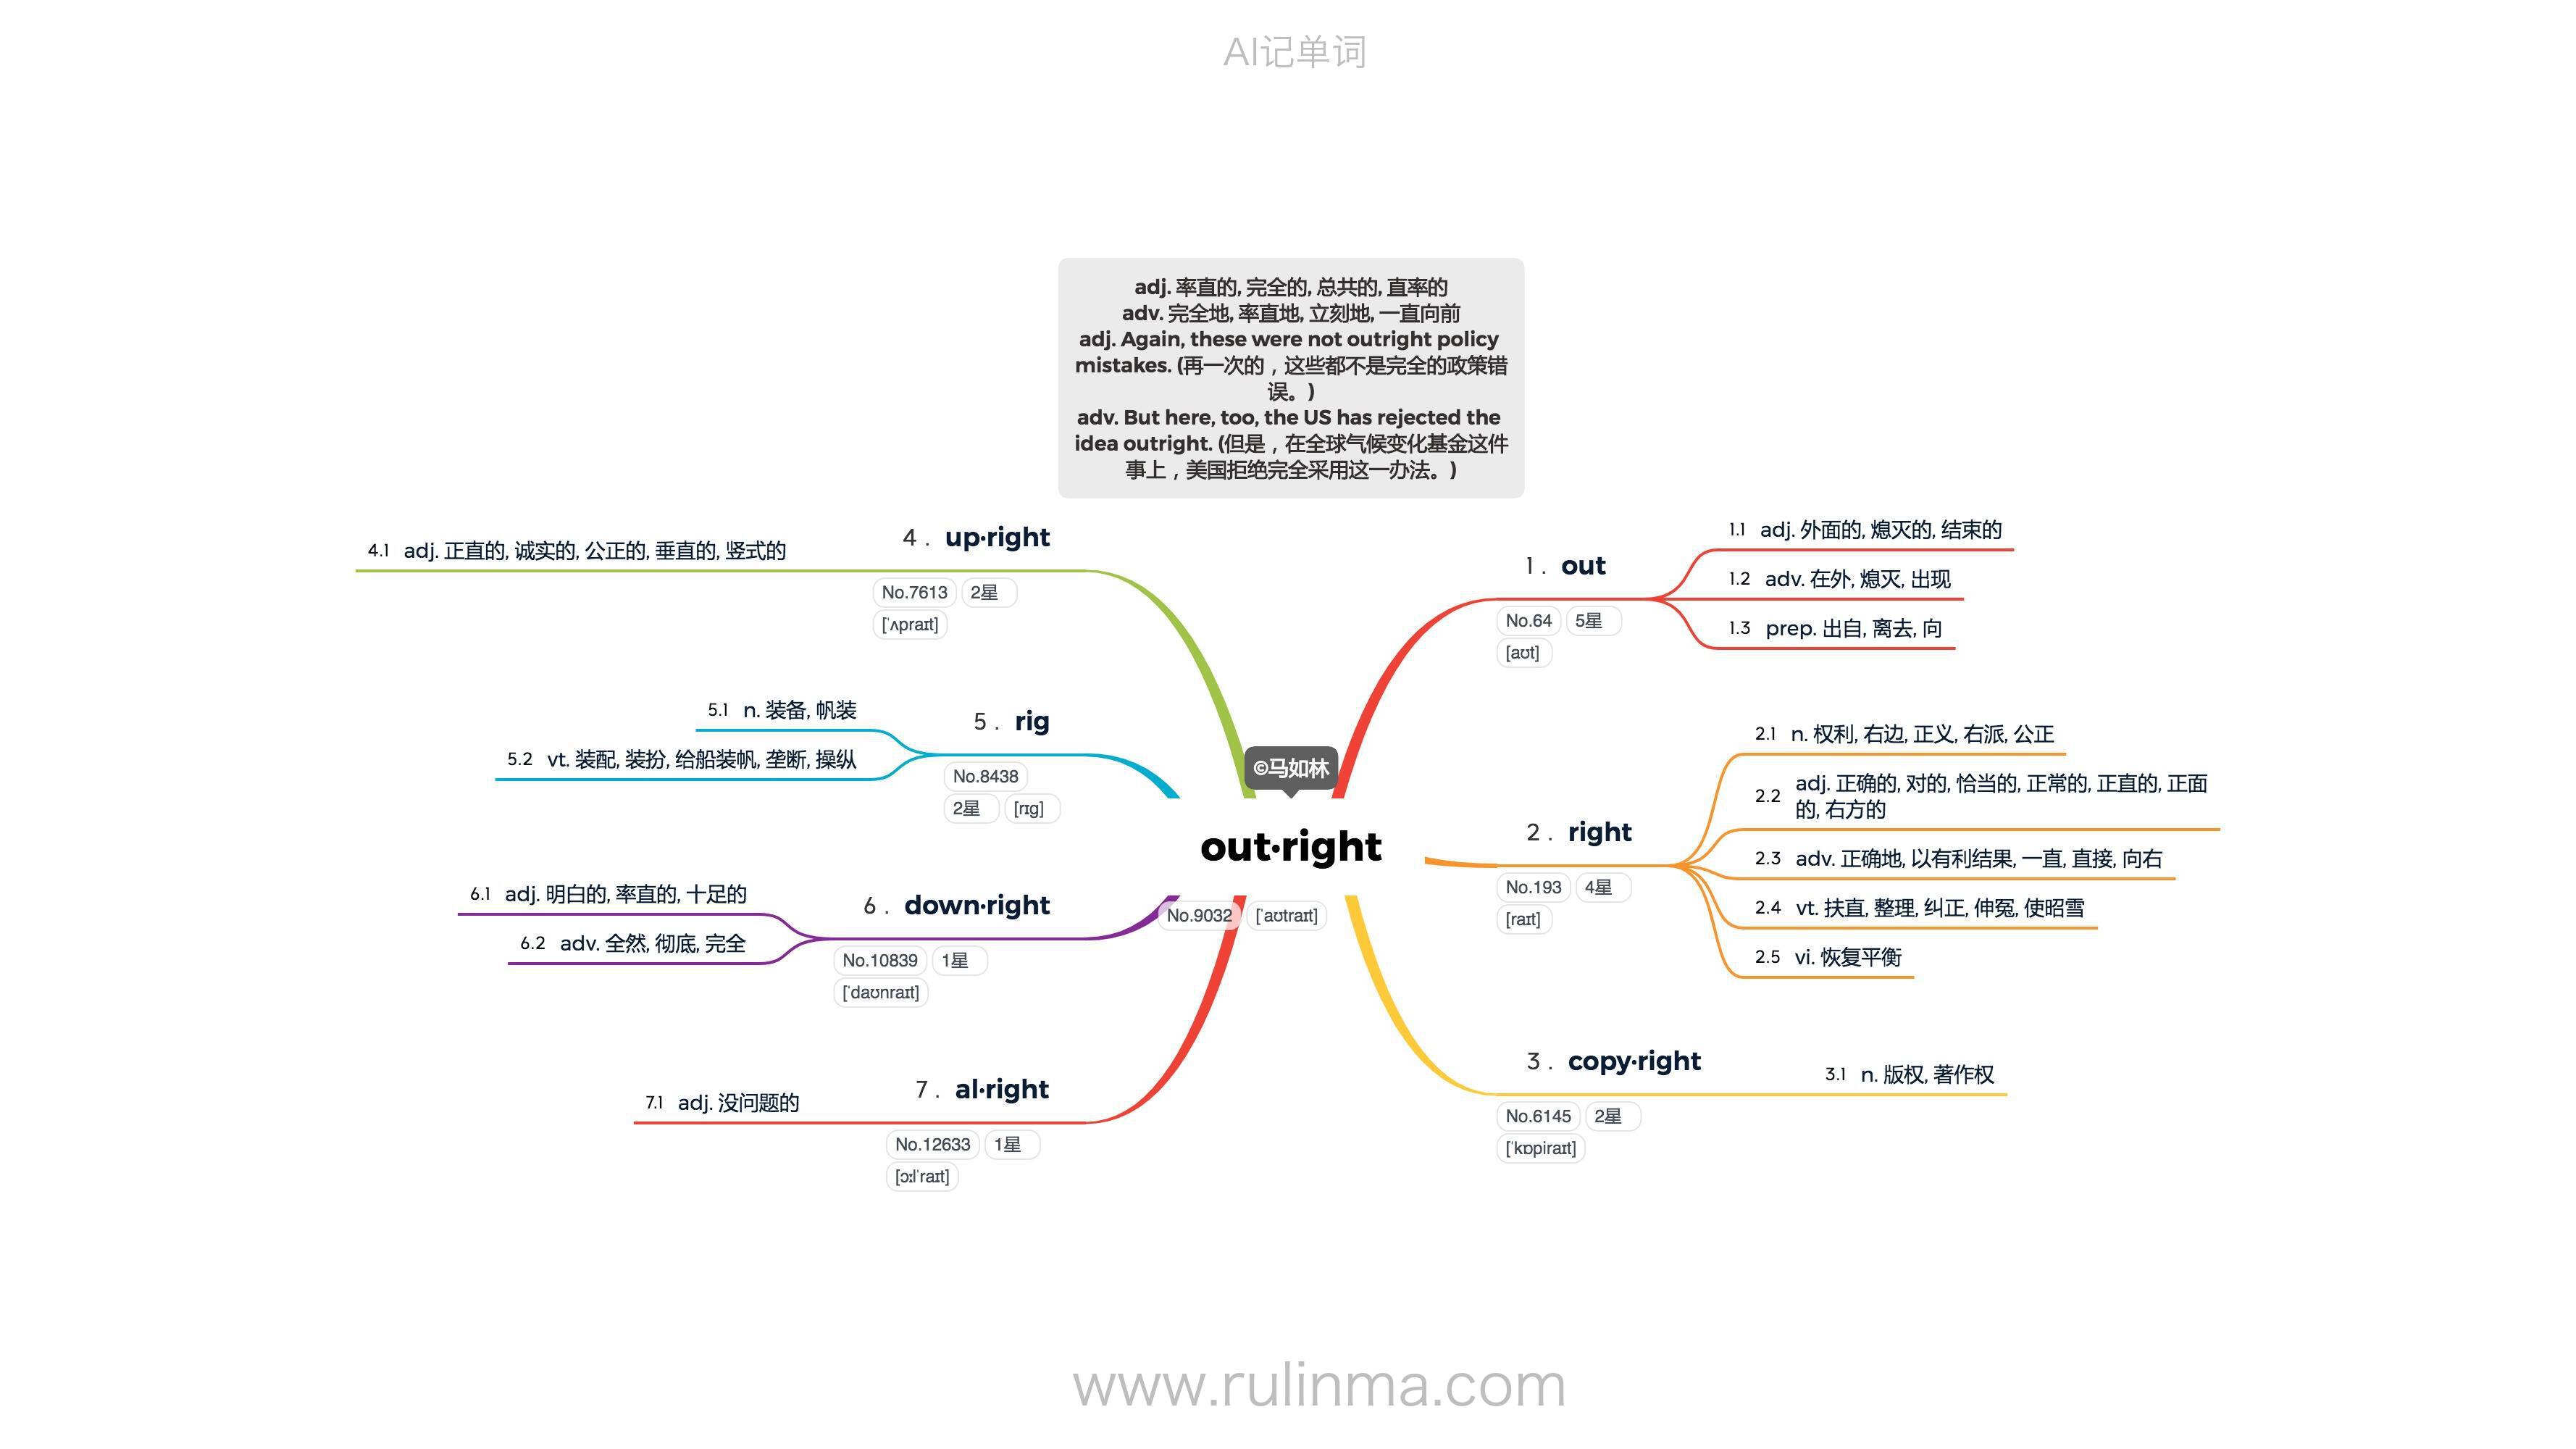 AI记单词
adj. 率直的, 完全的, 总共的, 直率的
adv. 完全地, 率直地, 立刻地, 一直向前
adj. Again, these were not outright policy
mistakes. (再一次的，这些都不是完全的政策错
误。)
adv. But here, too, the US has rejected the
idea outright. (但是，在全球气候变化基金这件
事上，美国拒绝完全采用这一办法。)
©马如林
out·right
No.9032 [ˈaʊtraɪt]
1 . out
No.64 5星
[aʊt]
1.1 adj. 外面的, 熄灭的, 结束的
1.2 adv. 在外, 熄灭, 出现
1.3 prep. 出自, 离去, 向
2 . right
No.193 4星
[raɪt]
2.1 n. 权利, 右边, 正义, 右派, 公正
2.2 adj. 正确的, 对的, 恰当的, 正常的, 正直的, 正面
的, 右方的
2.3 adv. 正确地, 以有利结果, 一直, 直接, 向右
2.4 vt. 扶直, 整理, 纠正, 伸冤, 使昭雪
2.5 vi. 恢复平衡
3 . copy·right
No.6145 2星
[ˈkɒpiraɪt]
3.1 n. 版权, 著作权
4 . up·right
No.7613 2星
[ˈʌpraɪt]
4.1 adj. 正直的, 诚实的, 公正的, 垂直的, 竖式的
5 . rig
No.8438
2星 [rɪg]
5.1 n. 装备, 帆装
5.2 vt. 装配, 装扮, 给船装帆, 垄断, 操纵
6 . down·right
No.10839 1星
[ˈdaʊnraɪt]
6.1 adj. 明白的, 率直的, 十足的
6.2 adv. 全然, 彻底, 完全
7 . al·right
No.12633 1星
[ɔːlˈraɪt]
7.1 adj. 没问题的
www.rulinma.com